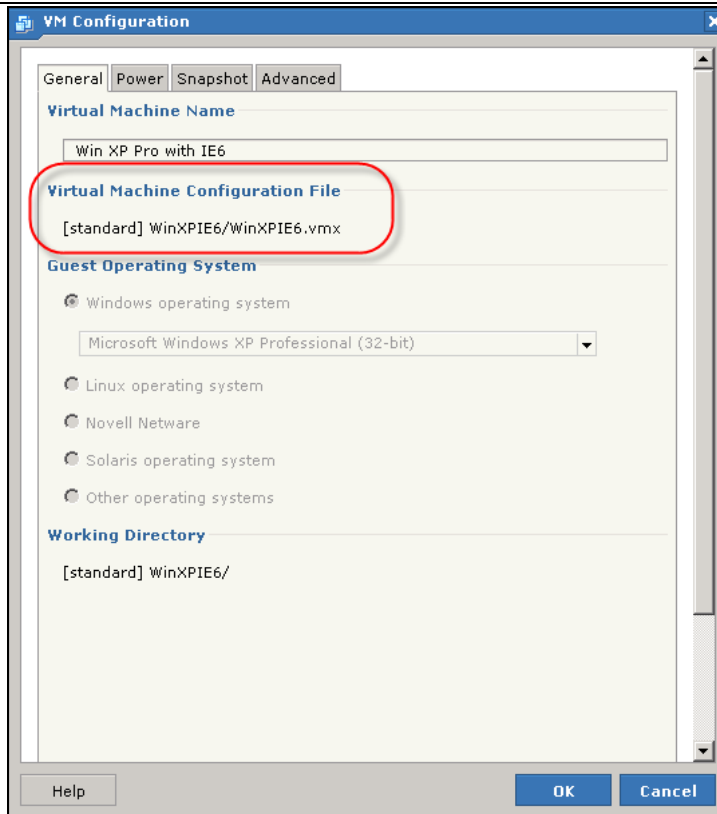 VM Configuration
General Power Snapshot Advanced
Virtual Machine Name
Win XP Pro with IE6
Virtual Machine Configuration File
[standard] WinXPIE6/WinXPIE6.vmx
Guest Operating System
Windows operating system
Microsoft Windows XP Professional (32-bit)
Linux operating system
Novell Netware
Solaris operating system
Other operating systems
Working Directory
[standard] WinXPIE6/
Help OK Cancel